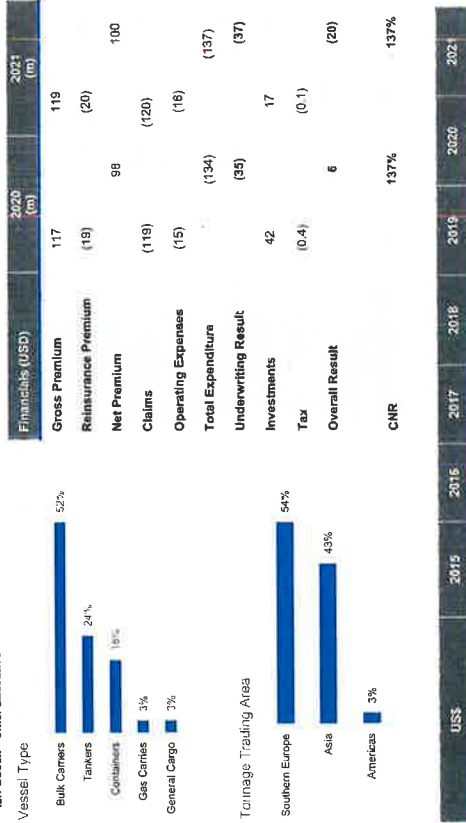 Vessel Type
Bulk Carriers 52%
Tankers 24%
Containers 18%
Gas Carries 3%
General Cargo 3%
Tonnage Trading Area
Southern Europe 54%
Asia 43%
Americas 3%
Financials (USD) 2020 (m) 2021 (m)
Gross Premium 117 119
Reinsurance Premium (19) (20)
Net Premium 98 100
Claims (119) (120)
Operating Expenses (15) (16)
Total Expenditure (134) (137)
Underwriting Result (35) (37)
Investments 42 17
Tax (0.4) (0.1)
Overall Result 6 (20)
CNR 137% 137%
US$ 2015 2016 2017 2018 2019 2020 2021